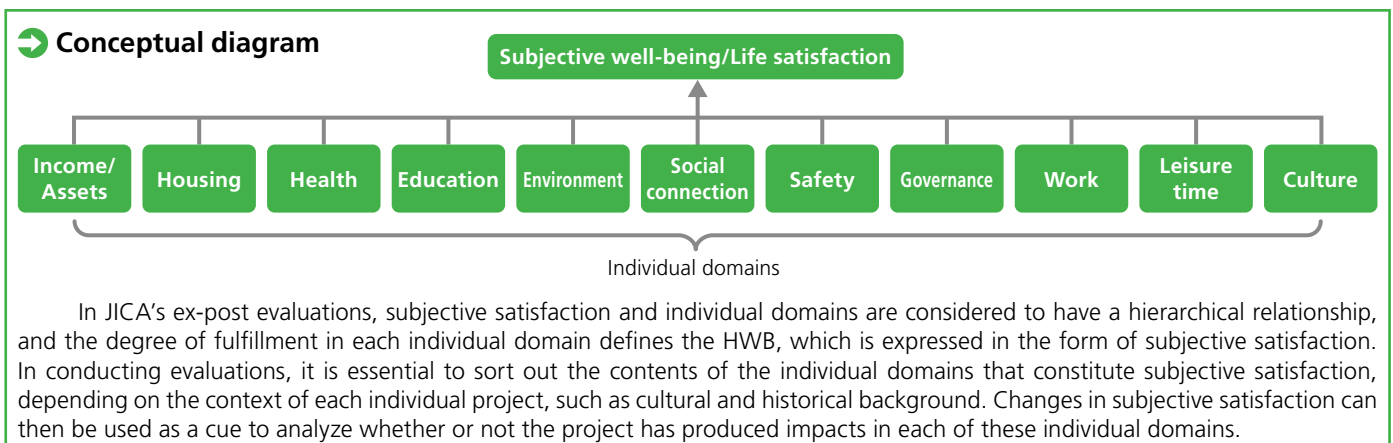 Conceptual diagram
Subjective well-being/Life satisfaction
Income/
Assets
Housing
Health
Education
Environment
Social
connection
Safety
Governance
Work
Leisure
time
Culture
Individual domains
In JICA's ex-post evaluations, subjective satisfaction and individual domains are considered to have a hierarchical relationship,
and the degree of fulfillment in each individual domain defines the HWB, which is expressed in the form of subjective satisfaction.
In conducting evaluations, it is essential to sort out the contents of the individual domains that constitute subjective satisfaction,
depending on the context of each individual project, such as cultural and historical background. Changes in subjective satisfaction can
then be used as a cue to analyze whether or not the project has produced impacts in each of these individual domains.